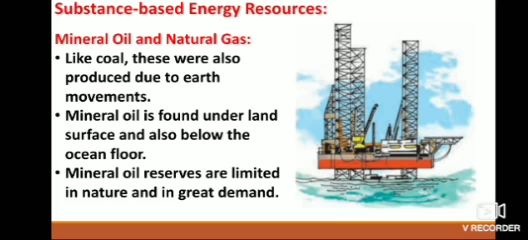 Substance-based Energy Resources:
Mineral Oil and Natural Gas:
• Like coal, these were also
produced due to earth
movements.
• Mineral oil is found under land
surface and also below the
ocean floor.
• Mineral oil reserves are limited
in nature and in great demand.
V RECORDER